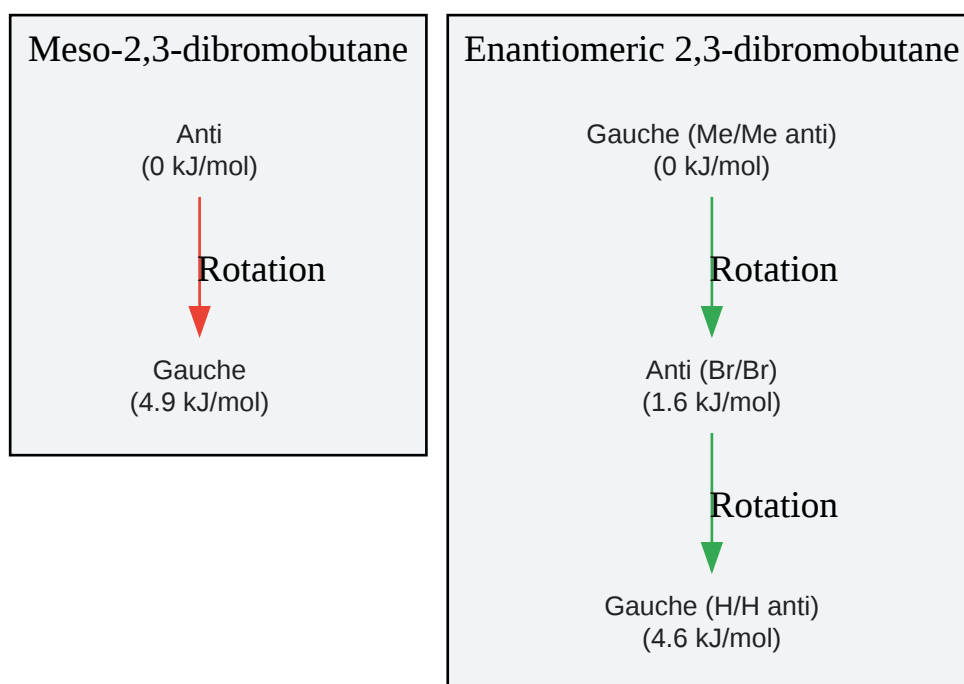 Meso-2,3-dibromobutane
Anti
(0 kJ/mol)
Rotation
Gauche
(4.9 kJ/mol)
Enantiomeric 2,3-dibromobutane
Gauche (Me/Me anti)
(0 kJ/mol)
Rotation
Anti (Br/Br)
(1.6 kJ/mol)
Rotation
Gauche (H/H anti)
(4.6 kJ/mol)